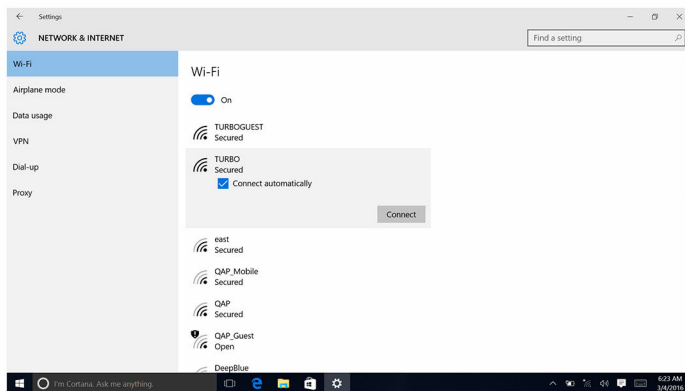 Settings
NETWORK & INTERNET
Find a setting
Wi-Fi
Airplane mode
Data usage
VPN
Dial-up
Proxy
Wi-Fi
On
TURBOGUEST
Secured
TURBO
Secured
Connect automatically
Connect
east
Secured
QAP_Mobile
Secured
QAP
Secured
QAP_Guest
Open
DeepBlue
I'm Cortana. Ask me anything.
6:23 AM
3/4/2016